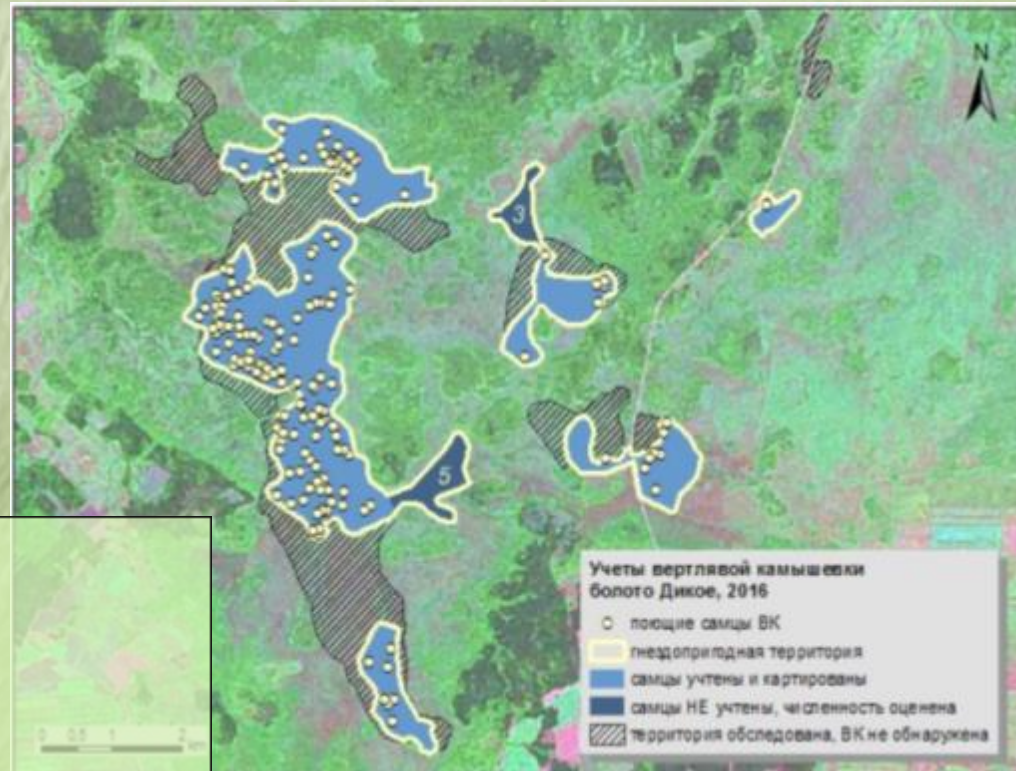 N
3
5
Учеты вертлявой камышевки
болото Дикое, 2016
поющие самцы ВК
гнездопригодная территория
самцы учтены и картированы
самцы НЕ учтены, численность оценена
территория обследована, ВК не обнаружена
0 0,5 1 2